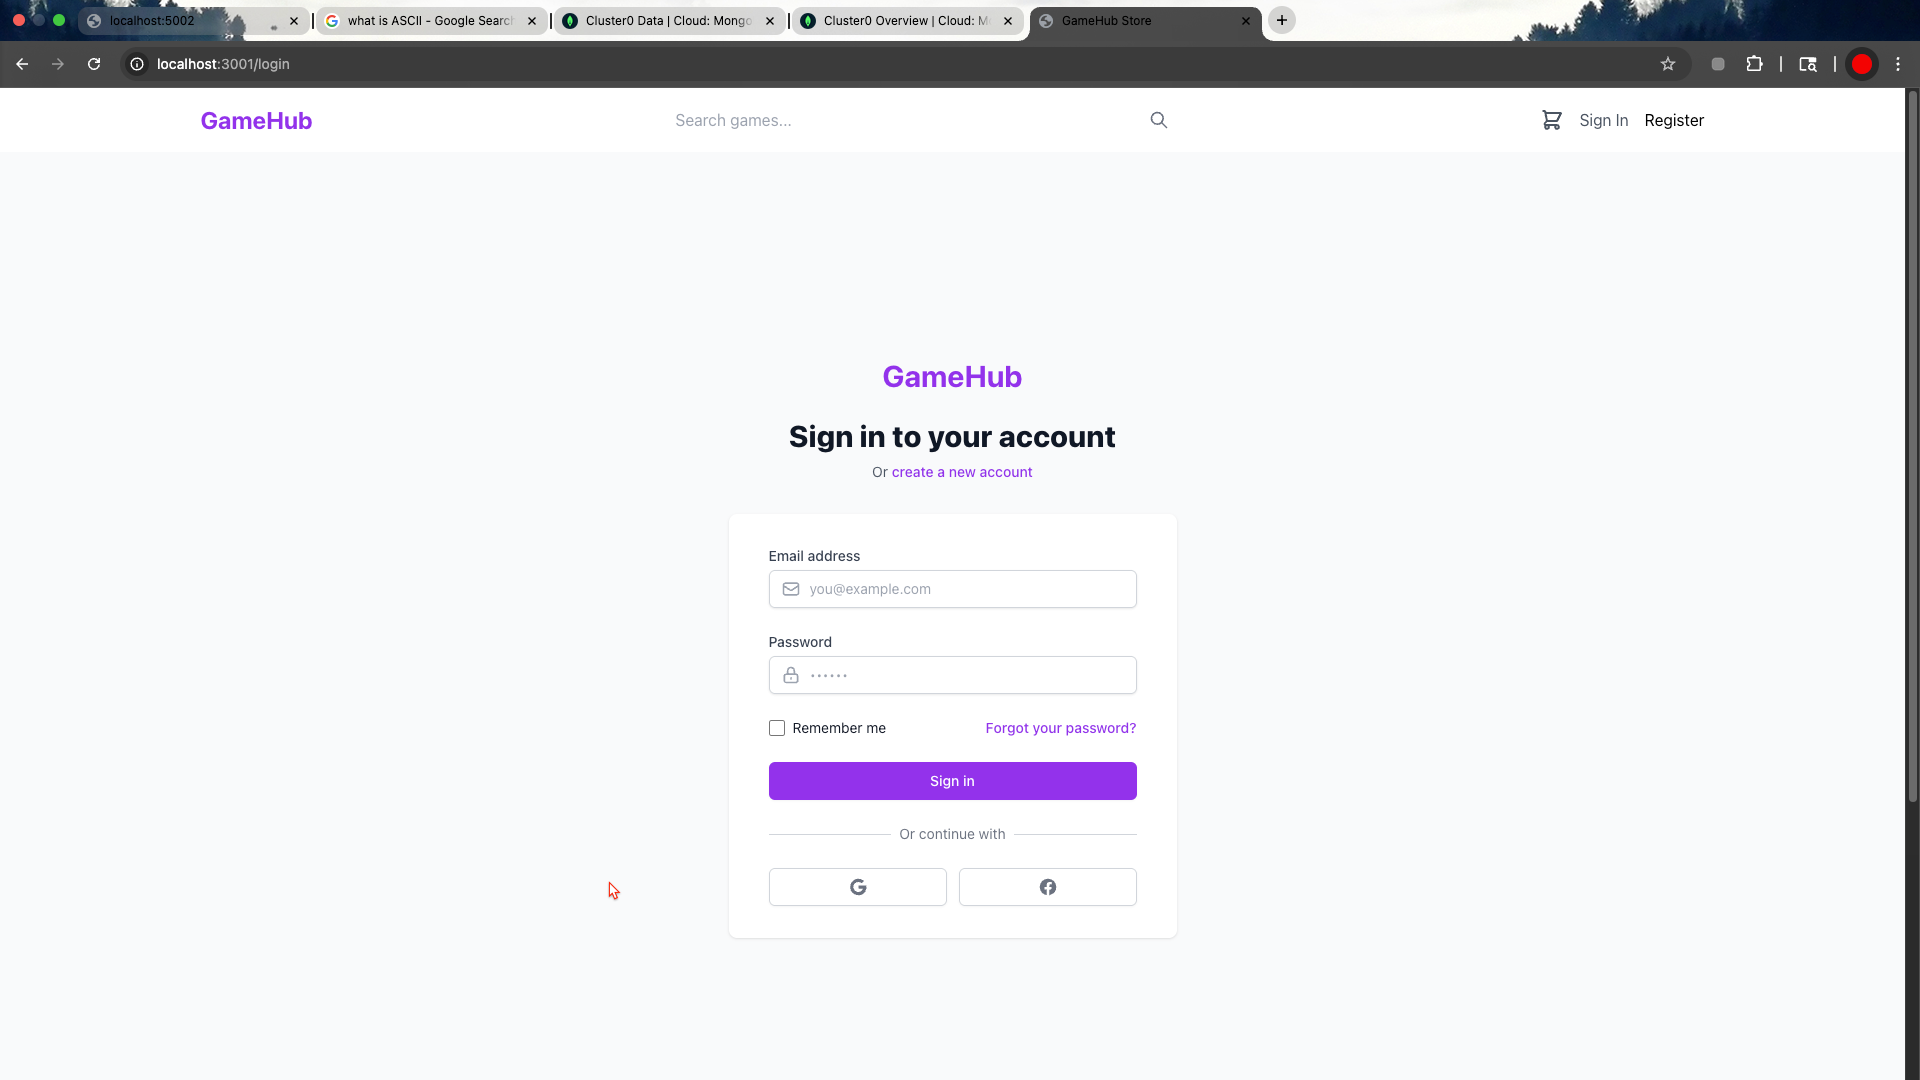 localhost:5002
what is ASCII - Google Search
Cluster0 Data | Cloud: Mongo
Cluster0 Overview | Cloud: Mo
GameHub Store
localhost:3001/login
GameHub
Search games...
Sign In
Register
GameHub
Sign in to your account
Or create a new account
Email address
you@example.com
Password
••••••
Remember me
Forgot your password?
Sign in
Or continue with